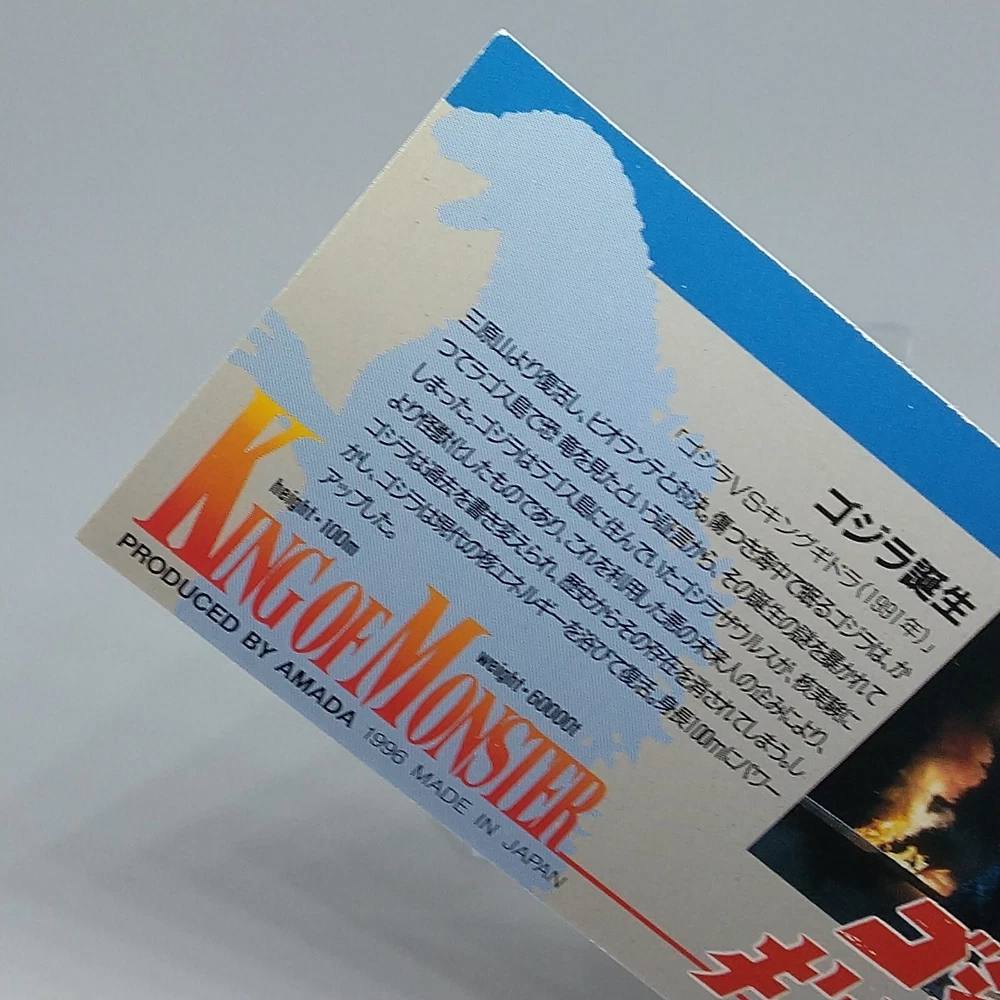 ゴジラ誕生
「ゴジラVSキングギドラ(1991年)」
三原山より復活し、ビオランテと対決。傷つき海中で眠るゴジラは、か
つてラゴス島で恐竜を見たという証言から、その誕生の謎を暴かれて
しまった。ゴジラはラゴス島に住んでいたゴジラザウルスが、核実験に
より怪獣化したものであり、これを利用した悪の未来人の企みにより、
ゴジラは過去を書き変えられ、歴史からその存在を消されてしまう。し
かし、ゴジラは現代の核エネルギーを浴びて復活。身長100mにパワー
アップした。
height・100m
weight・60000t
KING OF MONSTER
PRODUCED BY AMADA 1996 MADE IN JAPAN
ゴジ
キ